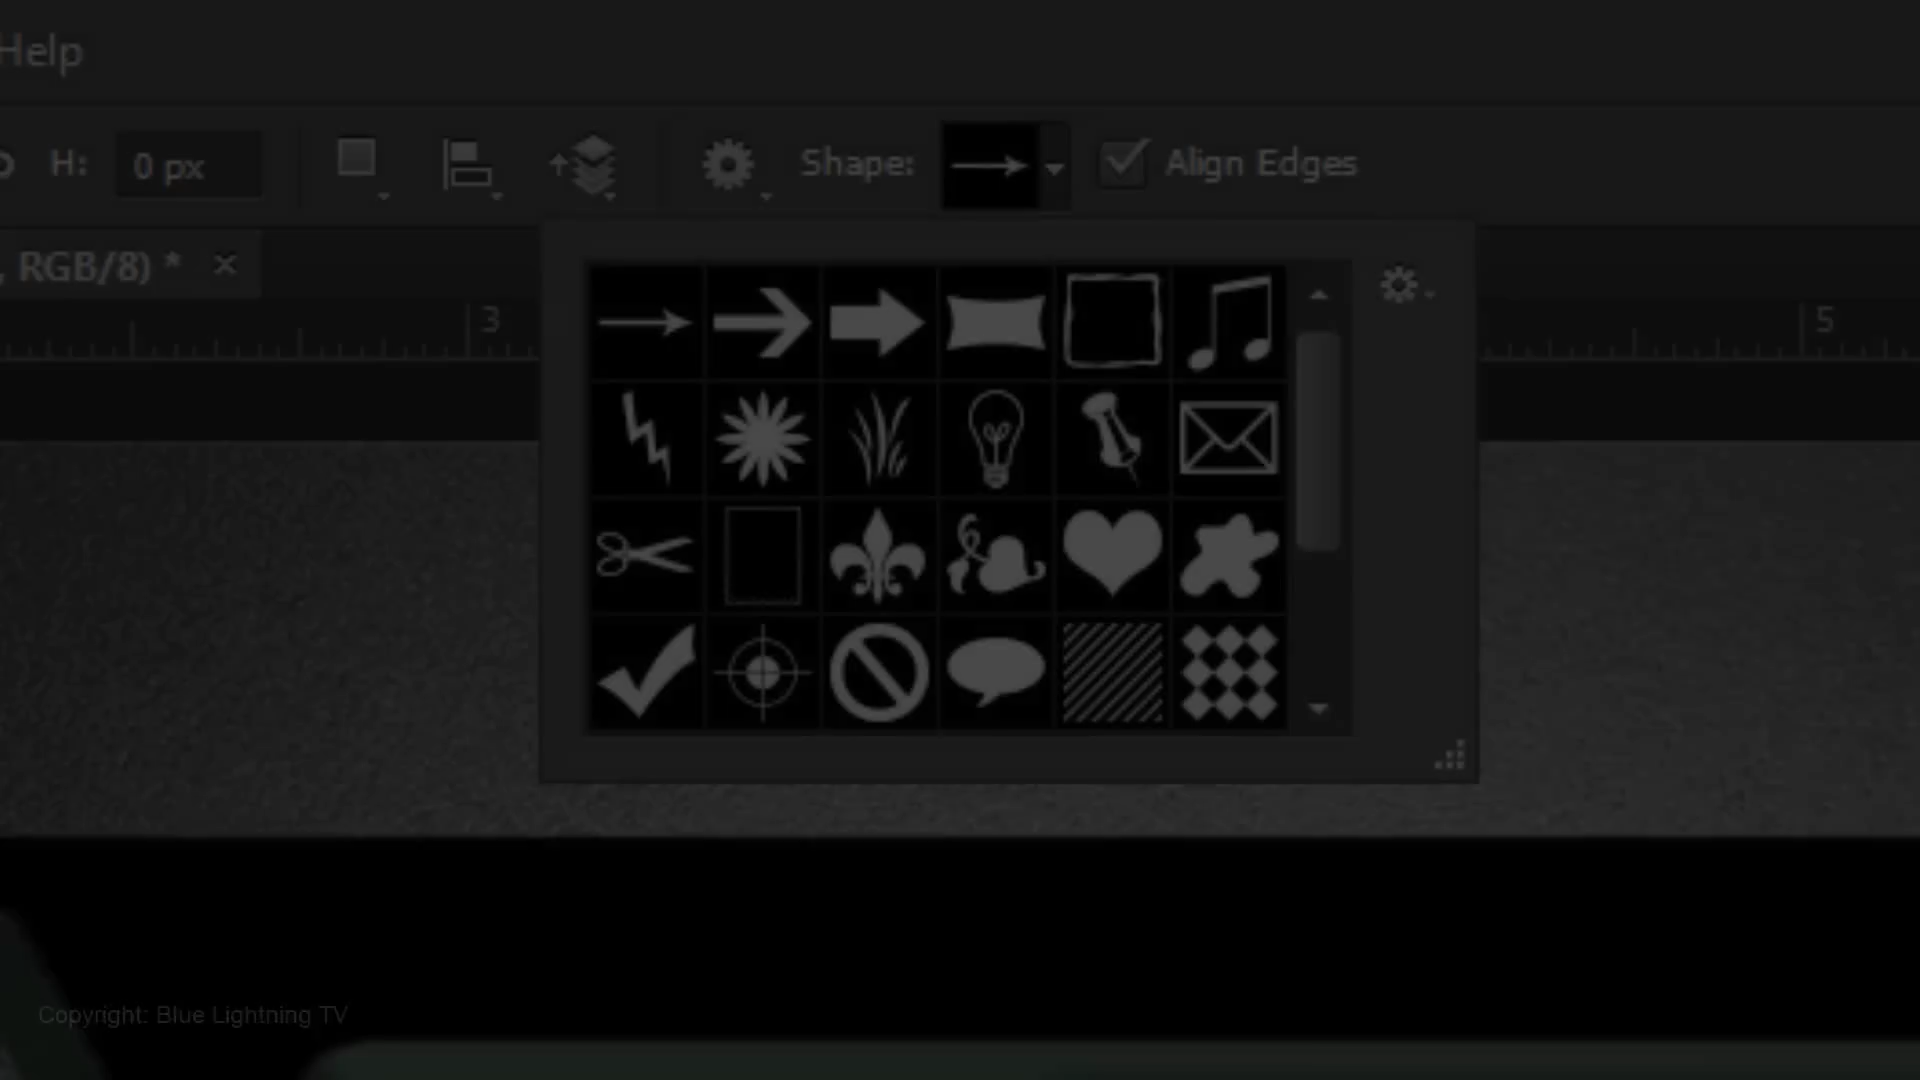 Help
H: 0 px Shape: Align Edges
, RGB/8) * ×
3 5
Copyright: Blue Lightning TV